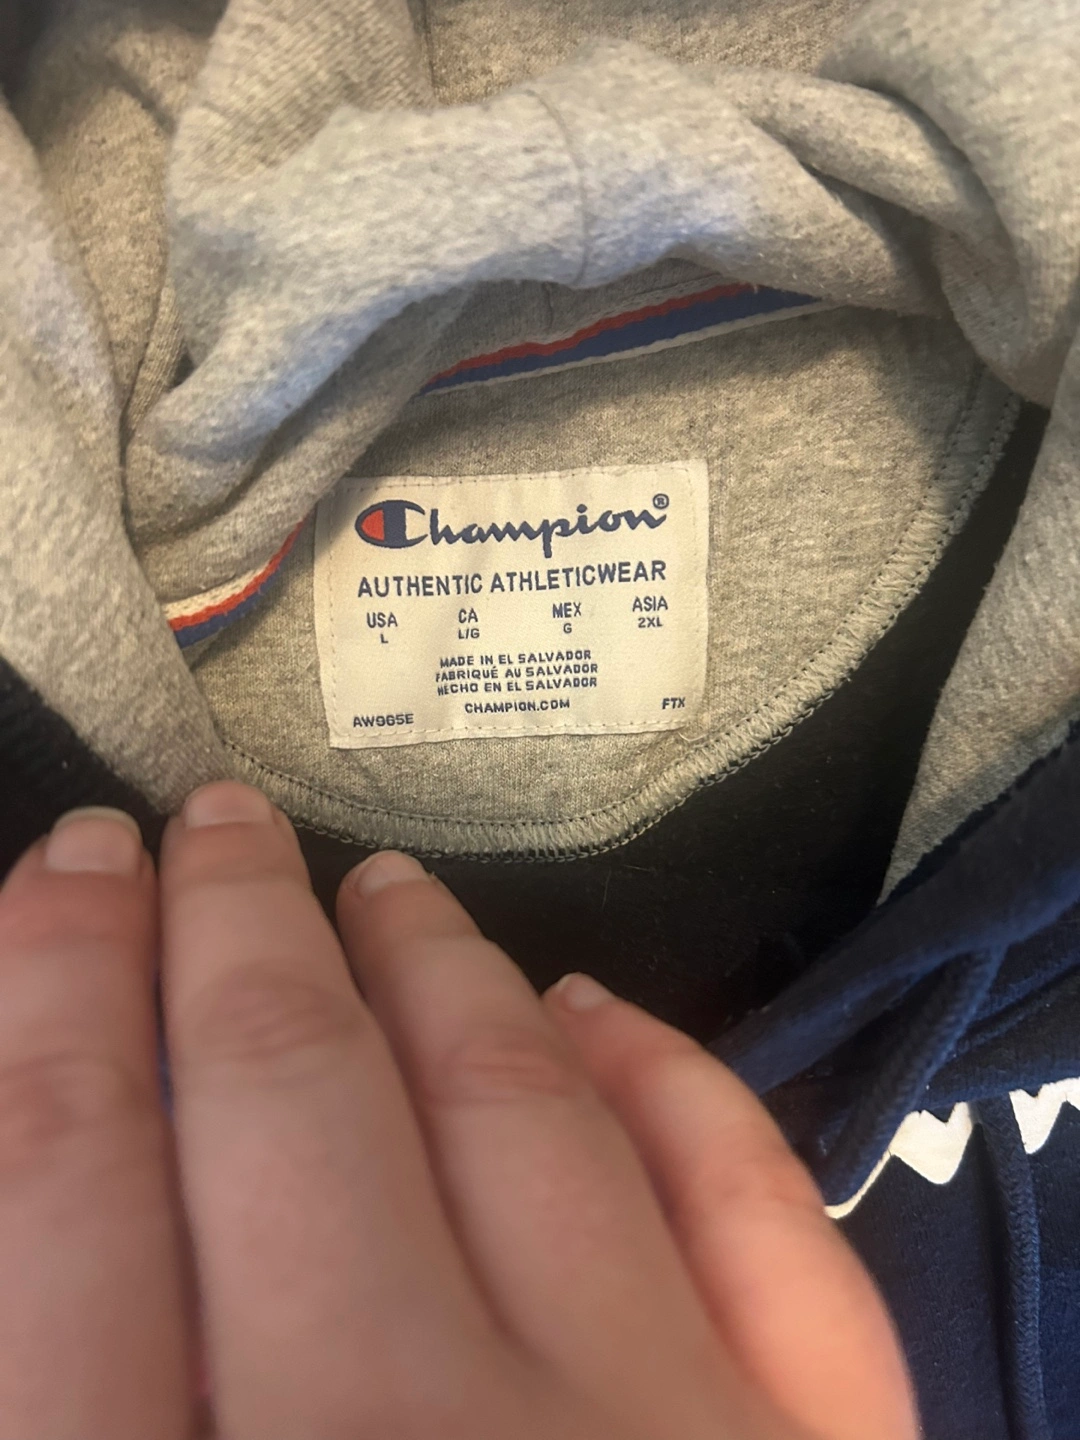 Champion®
AUTHENTIC ATHLETICWEAR
USA CA MEX ASIA
L L/G G 2XL
MADE IN EL SALVADOR
FABRIQUÉ AU SALVADOR
HECHO EN EL SALVADOR
CHAMPION.COM
AW965E FTX